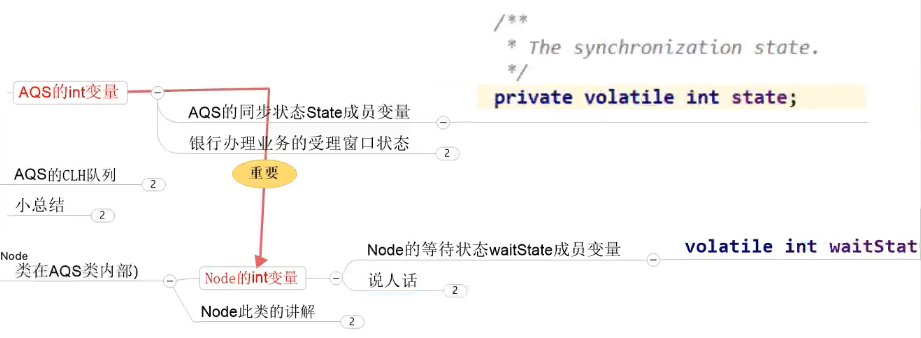 /**
* The synchronization state.
*/
private volatile int state;
AQS的int变量
AQS的同步状态State成员变量
银行办理业务的受理窗口状态
2
重要
AQS的CLH队列
2
小总结
2
Node
类在AQS类内部)
Node的int变量
Node的等待状态waitState成员变量
volatile int waitStat
说人话
2
Node此类的讲解
2